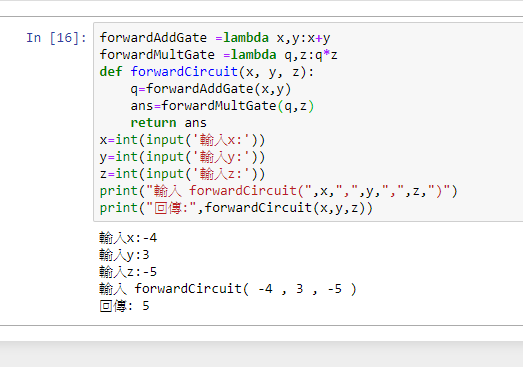 In [16]: forwardAddGate =lambda x,y:x+y
forwardMultGate =lambda q,z:q*z
def forwardCircuit(x, y, z):
    q=forwardAddGate(x,y)
    ans=forwardMultGate(q,z)
    return ans
x=int(input('輸入x:'))
y=int(input('輸入y:'))
z=int(input('輸入z:'))
print("輸入 forwardCircuit(",x,",",y,",",z,")")
print("回傳:",forwardCircuit(x,y,z))
輸入x:-4
輸入y:3
輸入z:-5
輸入 forwardCircuit( -4 , 3 , -5 )
回傳: 5